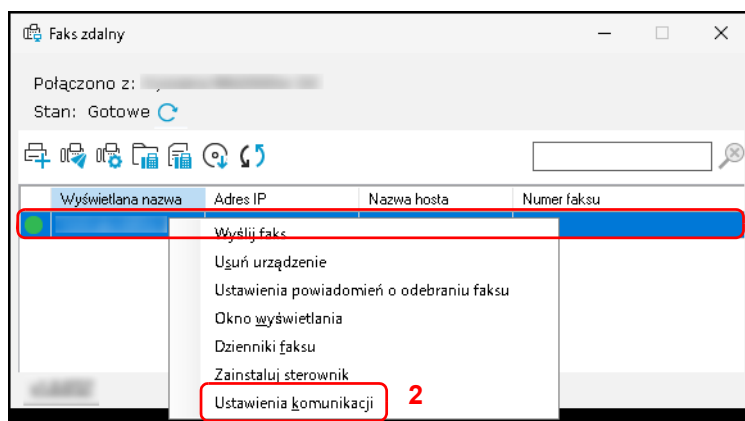 Faks zdalny
Połączono z:
Stan: Gotowe
Wyświetlana nazwa Adres IP Nazwa hosta Numer faksu
Wyślij faks
Usuń urządzenie
Ustawienia powiadomień o odebraniu faksu
Okno wyświetlania
Dzienniki faksu
Zainstaluj sterownik
Ustawienia komunikacji 2